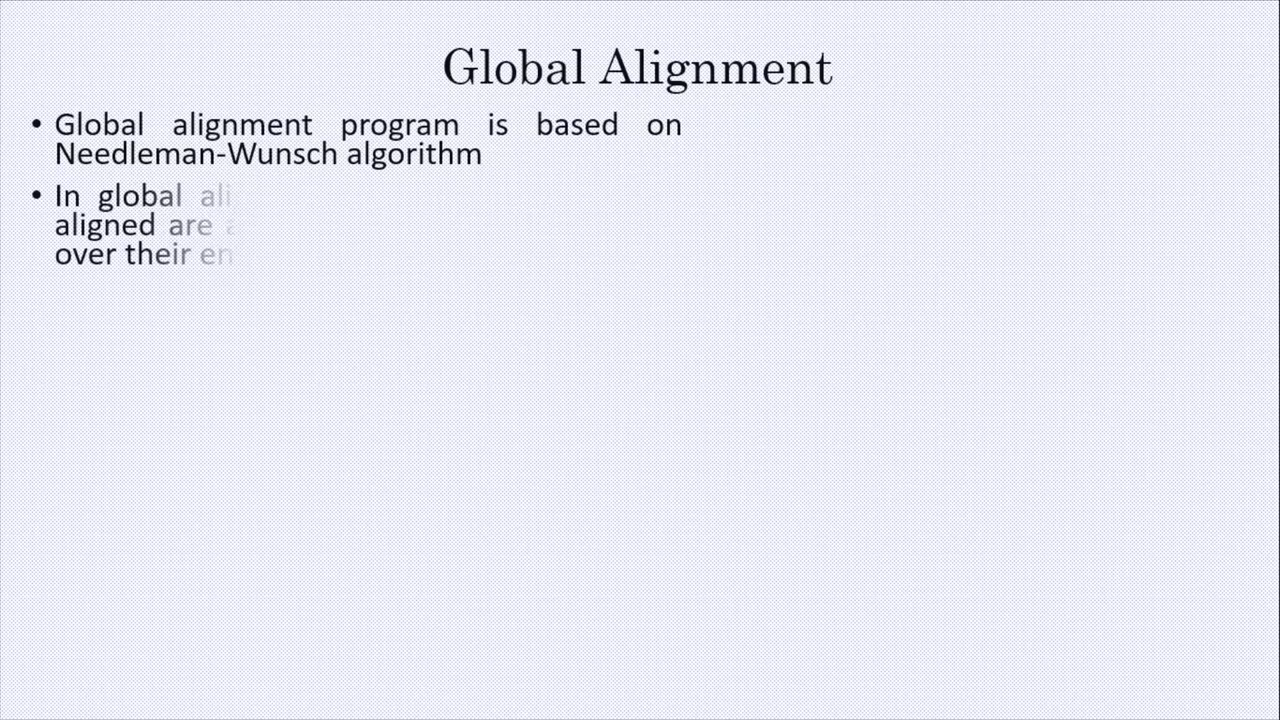 Global Alignment
• Global alignment program is based on
Needleman-Wunsch algorithm
• In global
aligned are
over their